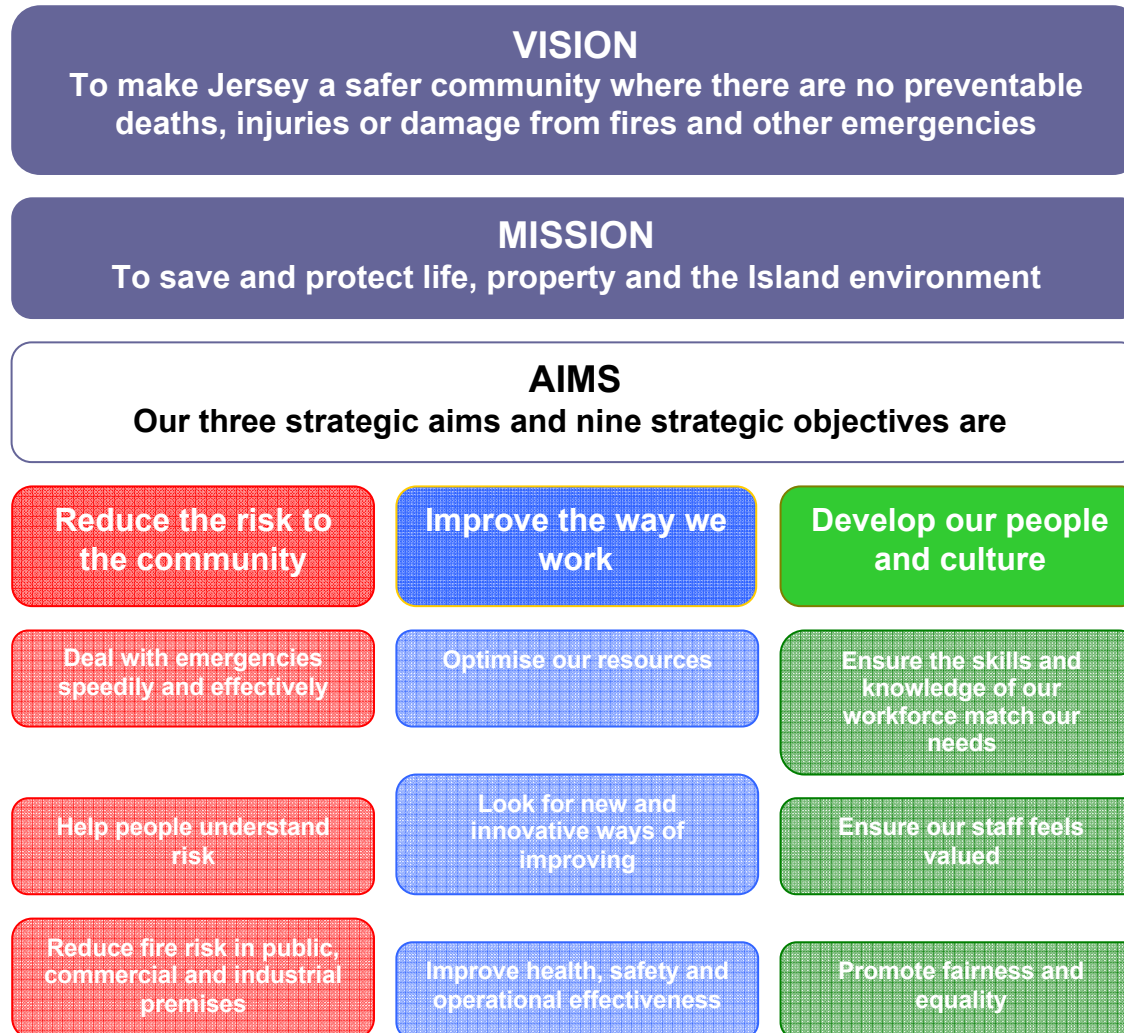 VISION
To make Jersey a safer community where there are no preventable
deaths, injuries or damage from fires and other emergencies
MISSION
To save and protect life, property and the Island environment
AIMS
Our three strategic aims and nine strategic objectives are
Reduce the risk to
the community
Improve the way we
work
Develop our people
and culture
Deal with emergencies
speedily and effectively
Optimise our resources
Ensure the skills and
knowledge of our
workforce match our
needs
Help people understand
risk
Look for new and
innovative ways of
improving
Ensure our staff feels
valued
Reduce fire risk in public,
commercial and industrial
premises
Improve health, safety and
operational effectiveness
Promote fairness and
equality